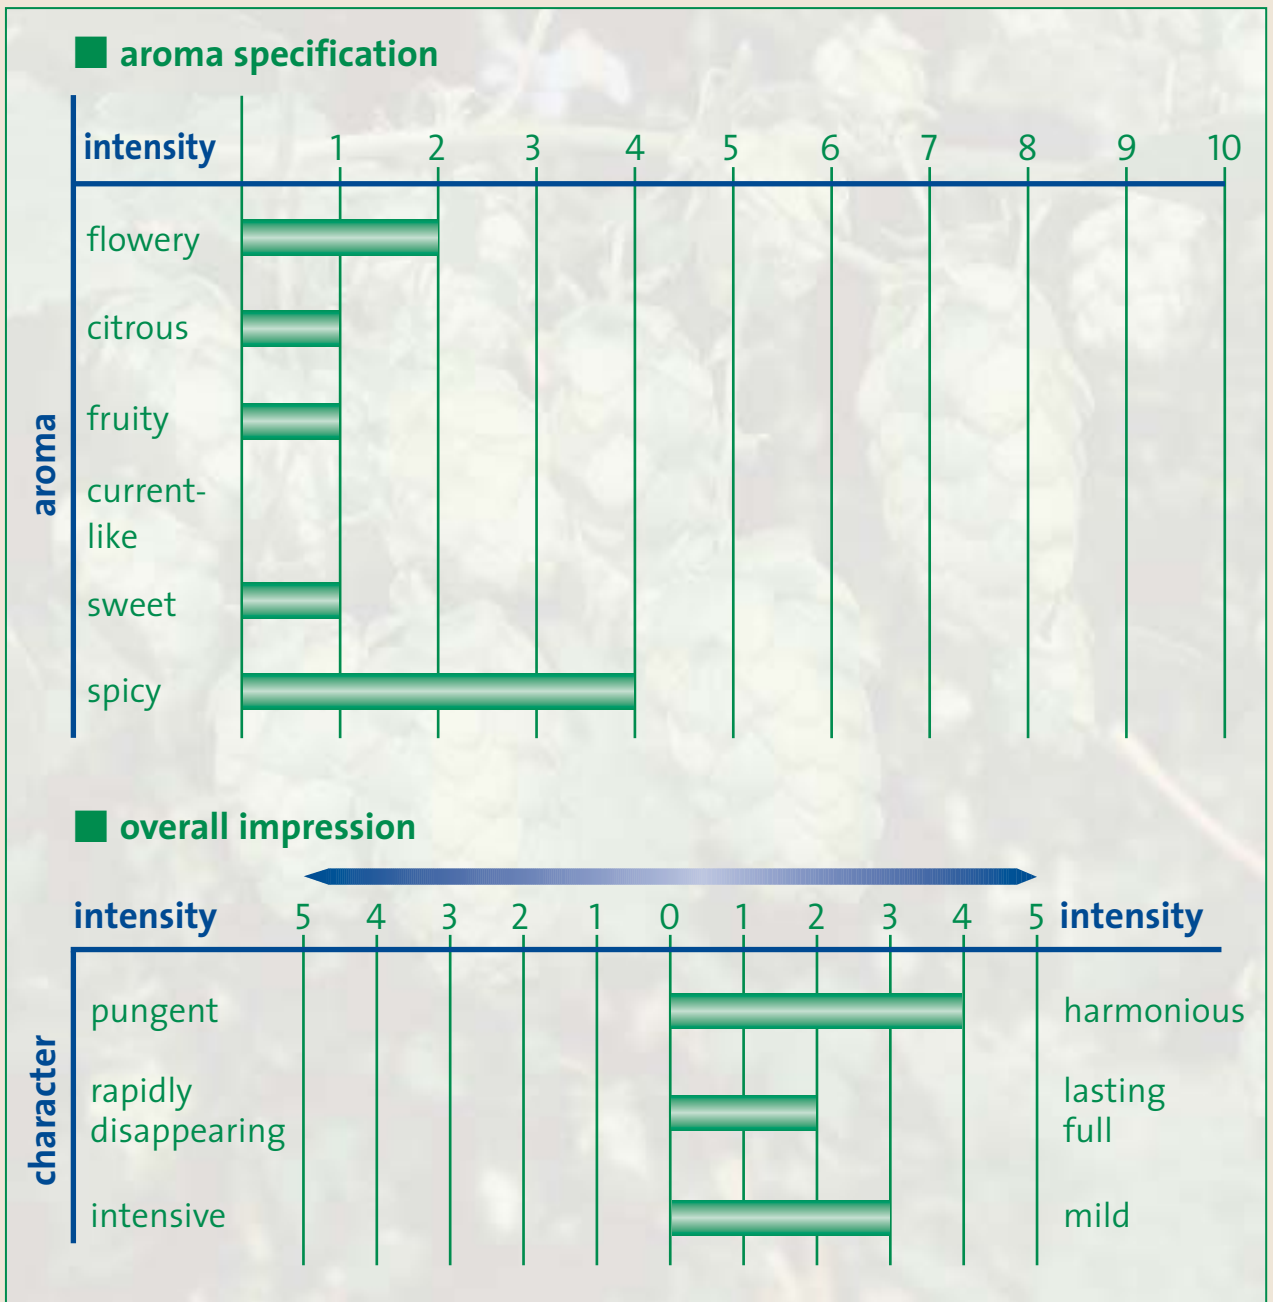 aroma specification
intensity 1 2 3 4 5 6 7 8 9 10
aroma
flowery
citrous
fruity
current-
like
sweet
spicy
overall impression
intensity 5 4 3 2 1 0 1 2 3 4 5 intensity
character
pungent harmonious
rapidly lasting
disappearing full
intensive mild